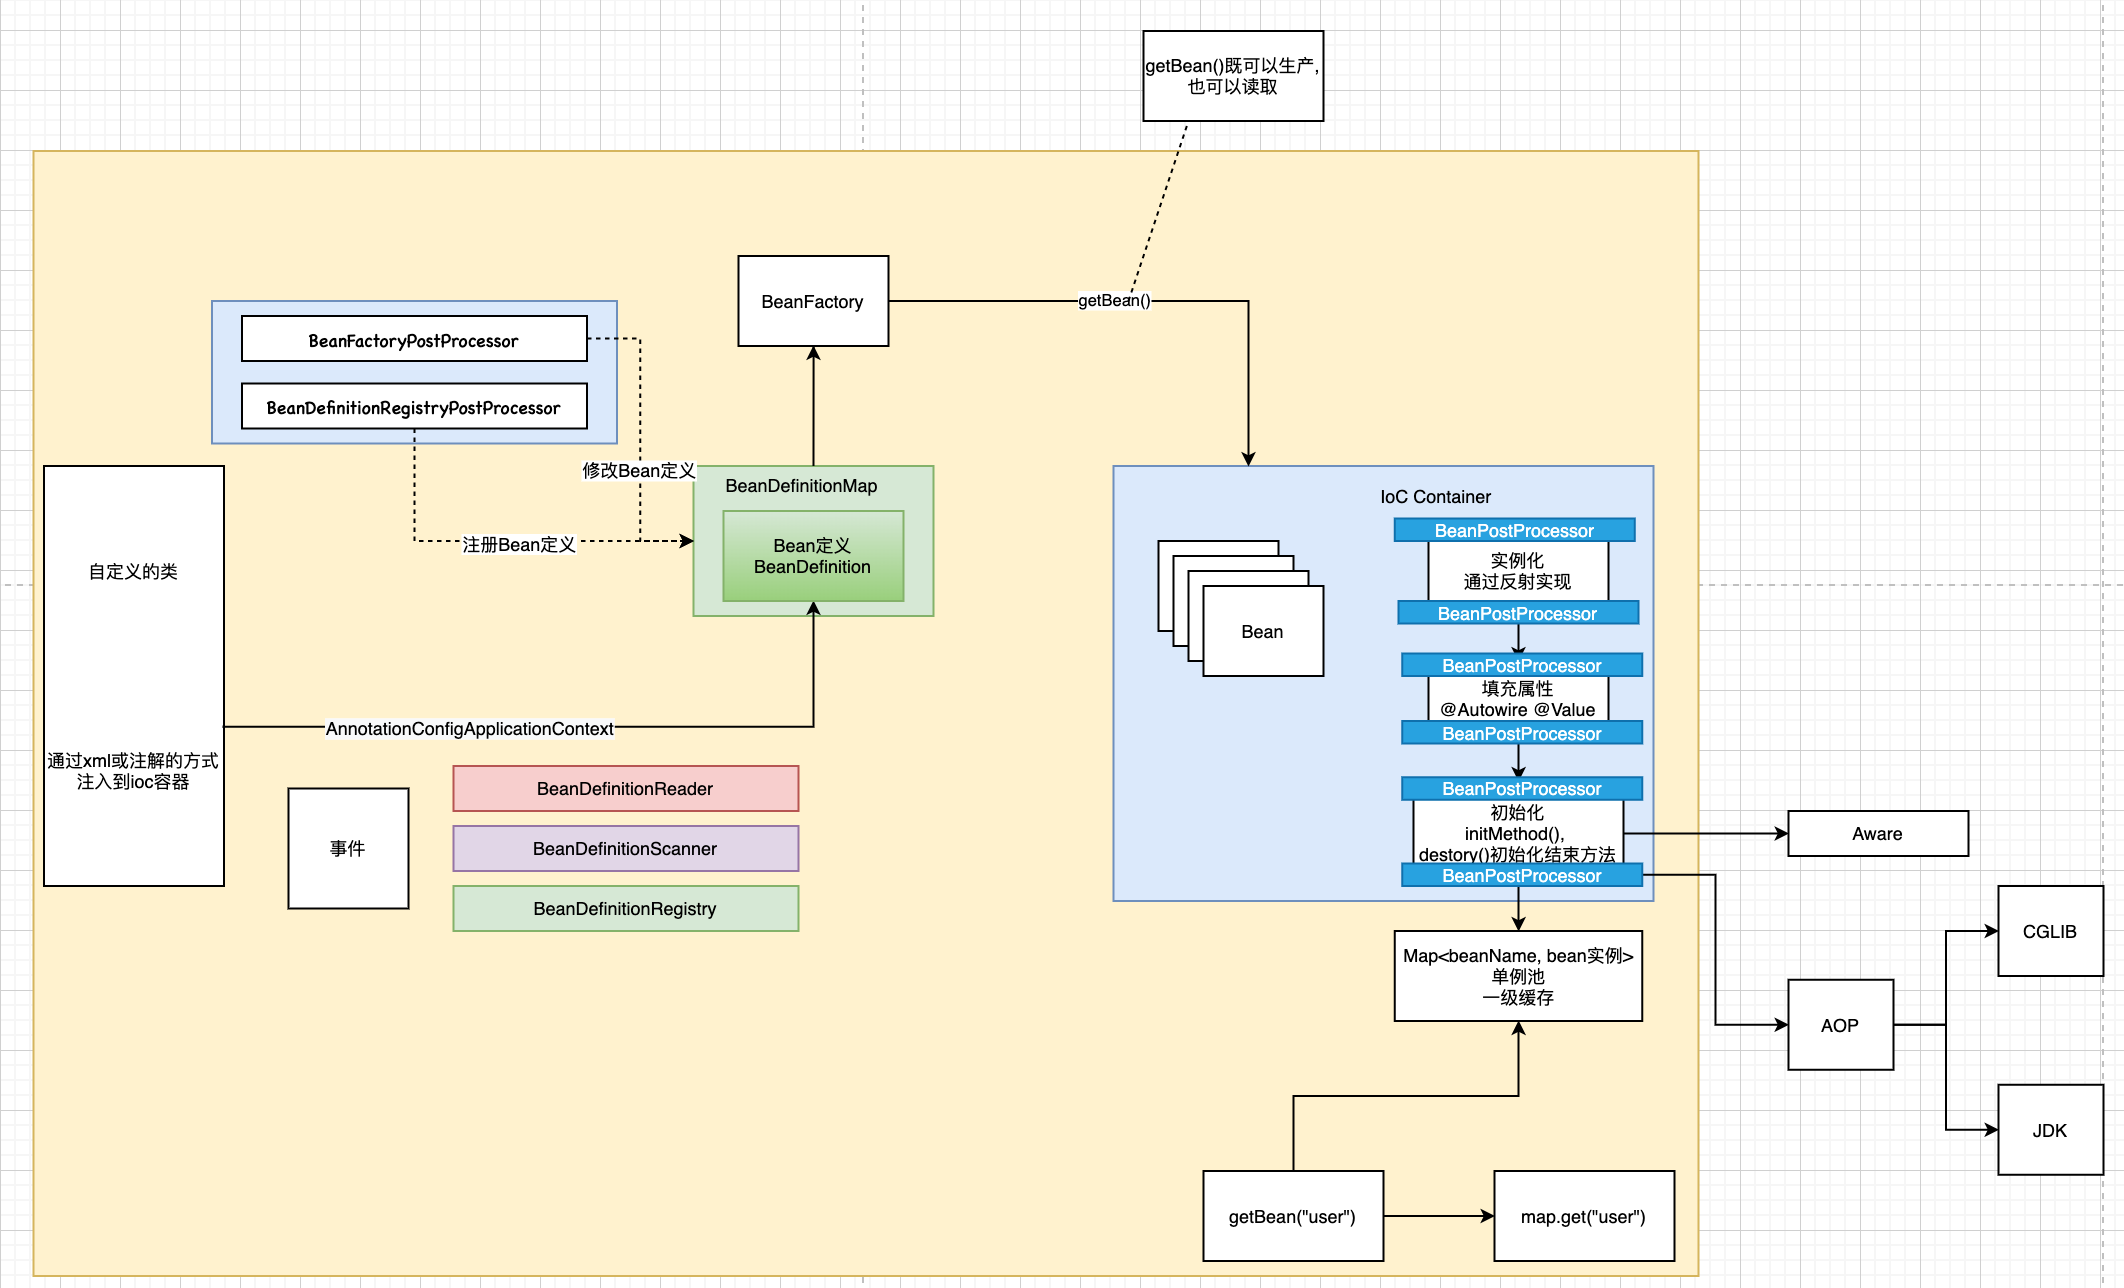 getBean()既可以生产,
也可以读取
BeanFactory
getBean()
BeanFactoryPostProcessor
BeanDefinitionRegistryPostProcessor
修改Bean定义
注册Bean定义
BeanDefinitionMap
Bean定义
BeanDefinition
自定义的类
通过xml或注解的方式
注入到ioc容器
AnnotationConfigApplicationContext
事件
BeanDefinitionReader
BeanDefinitionScanner
BeanDefinitionRegistry
IoC Container
Bean
BeanPostProcessor
实例化
通过反射实现
BeanPostProcessor
BeanPostProcessor
填充属性
@Autowire @Value
BeanPostProcessor
BeanPostProcessor
初始化
initMethod(),
destory()初始化结束方法
BeanPostProcessor
Aware
Map<beanName, bean实例>
单例池
一级缓存
CGLIB
AOP
JDK
getBean("user")
map.get("user")